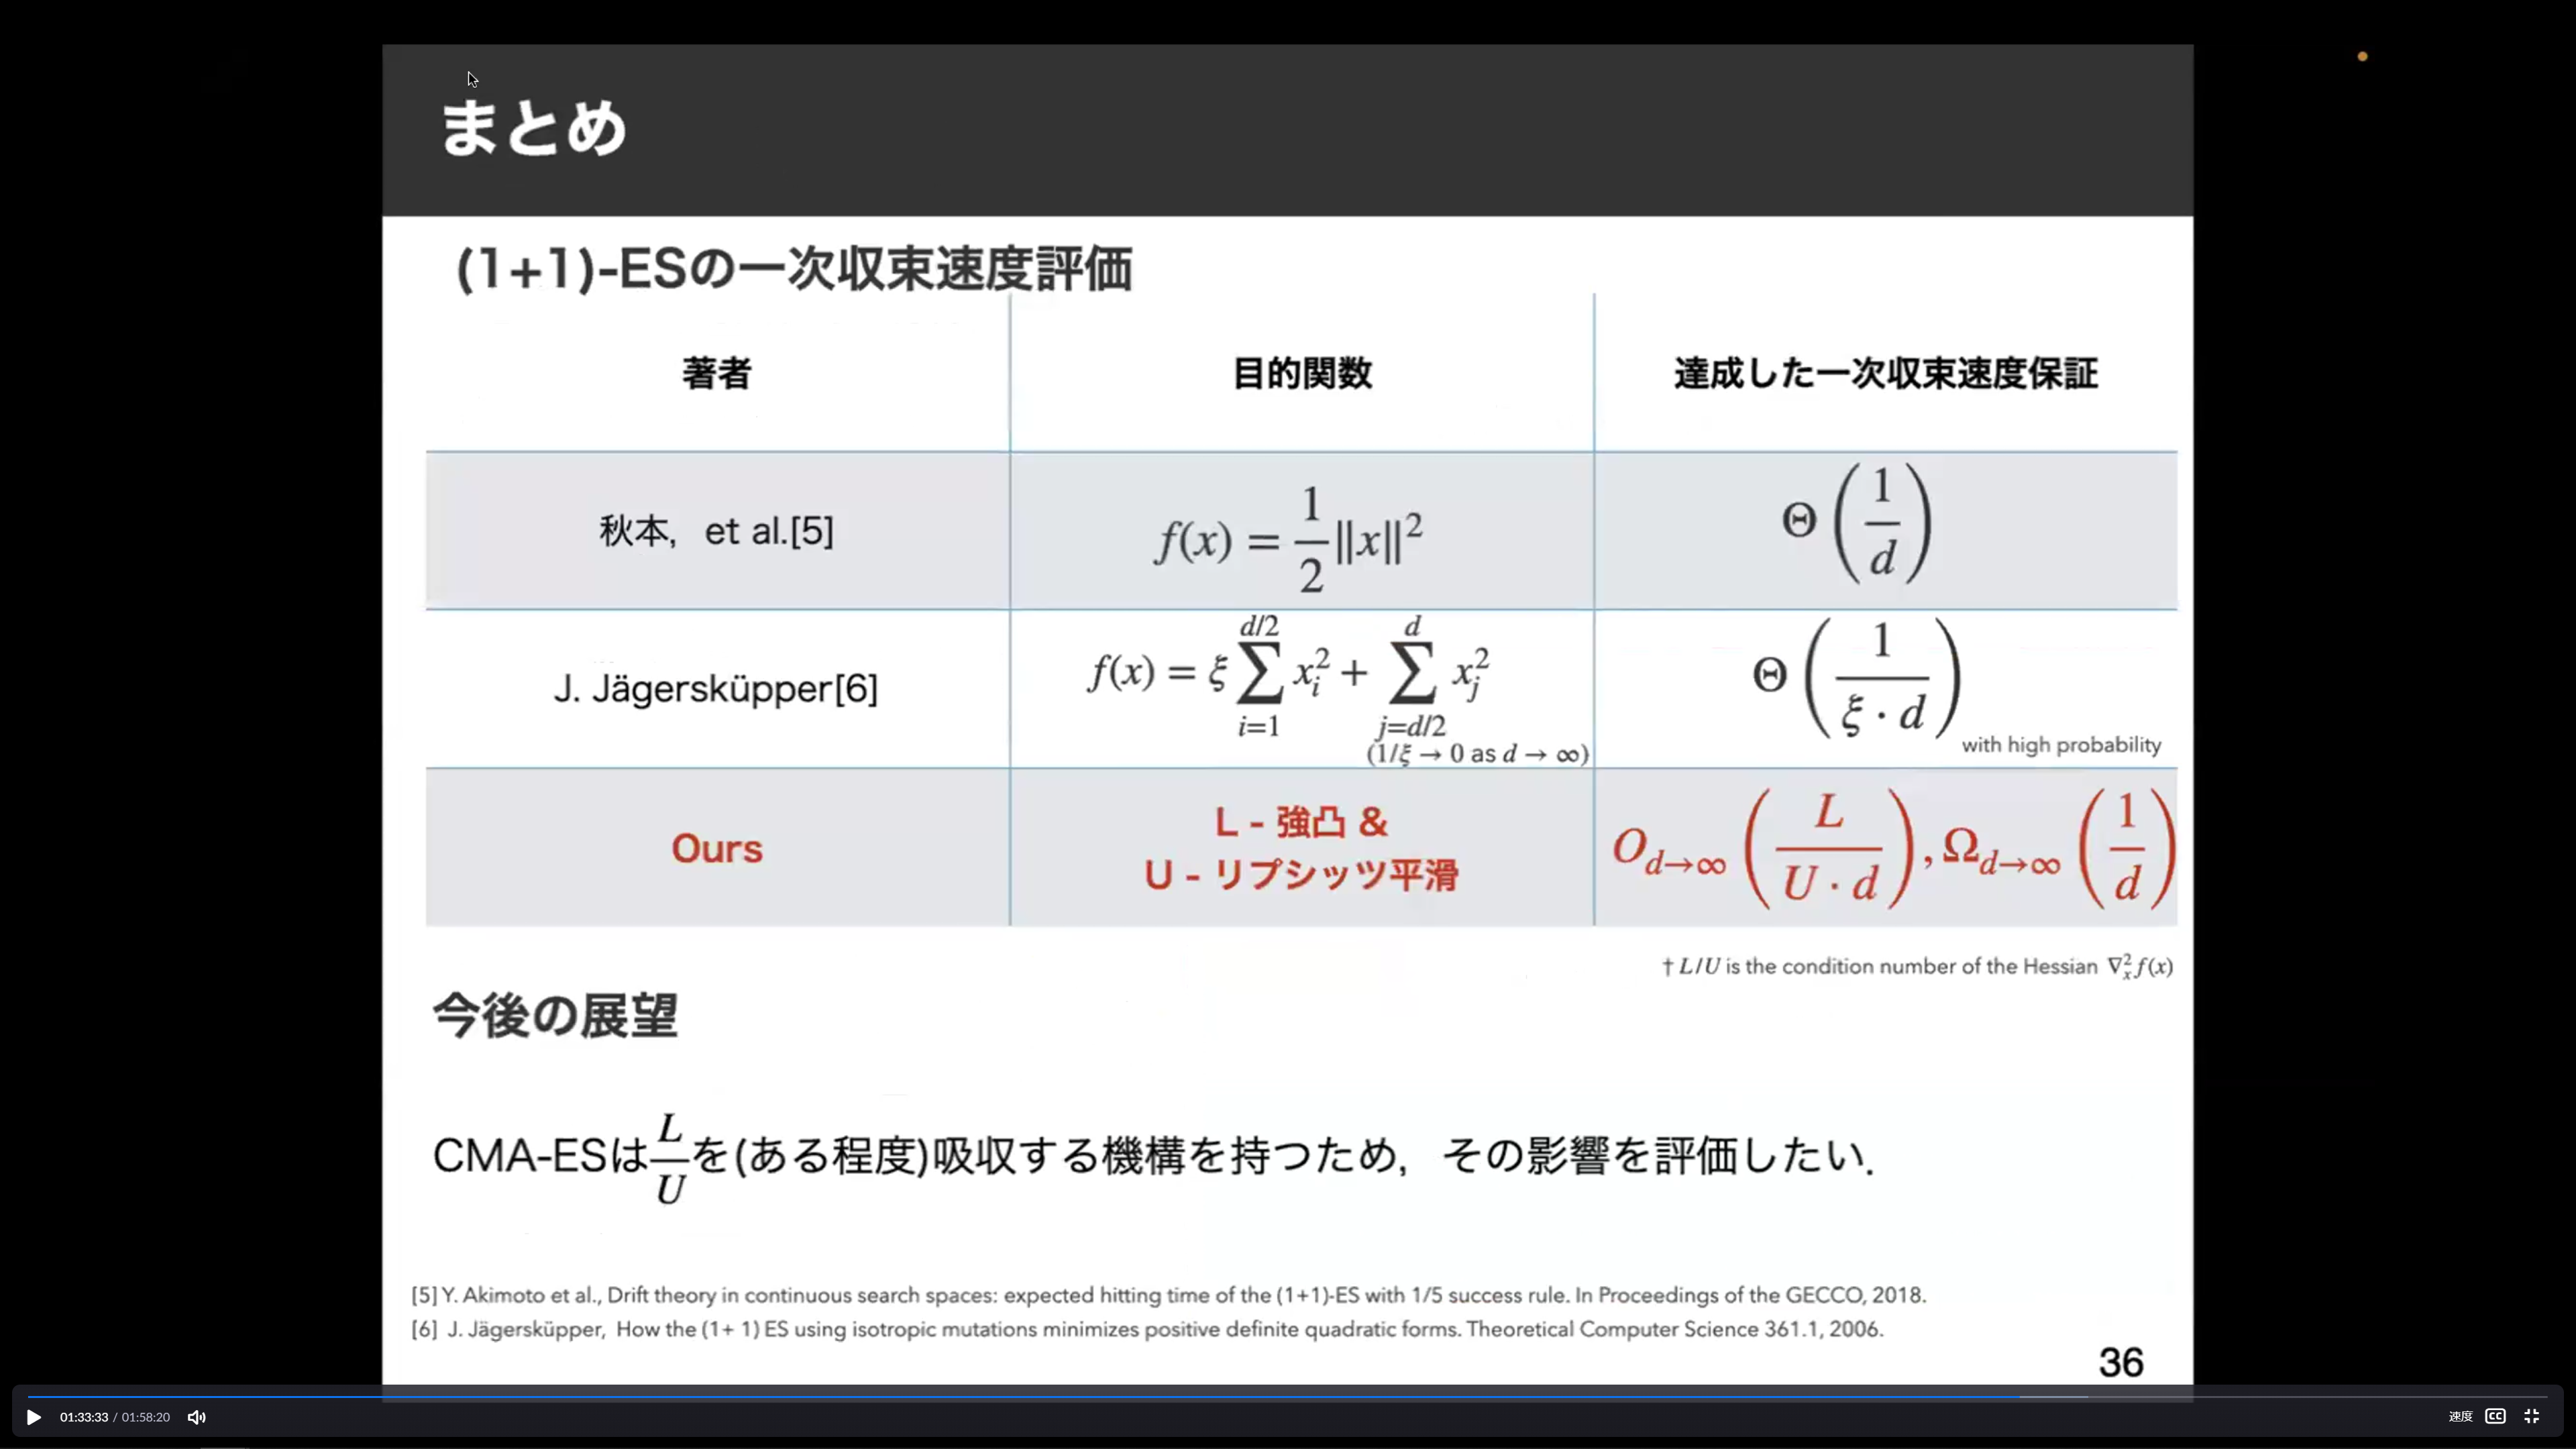 まとめ
(1+1)-ESの一次収束速度評価
著者 目的関数 達成した一次収束速度保証
秋本, et al.[5] f(x) = \frac{1}{2}||x||^2 Θ(\frac{1}{d})
J. Jägersküpper[6] f(x) = ξ \sum_{i=1}^{d/2} x_i^2 + \sum_{j=d/2}^{d} x_j^2 (1/ξ → 0 as d → ∞) Θ(\frac{1}{ξ · d}) with high probability
Ours L - 強凸 & U - リプシッツ平滑 O_{d→∞}(\frac{L}{U · d}), Ω_{d→∞}(\frac{1}{d})
† L/U is the condition number of the Hessian ∇_x^2 f(x)
今後の展望
CMA-ESは\frac{L}{U}を(ある程度)吸収する機構を持つため，その影響を評価したい．
[5] Y. Akimoto et al., Drift theory in continuous search spaces: expected hitting time of the (1+1)-ES with 1/5 success rule. In Proceedings of the GECCO, 2018.
[6] J. Jägersküpper, How the (1+ 1) ES using isotropic mutations minimizes positive definite quadratic forms. Theoretical Computer Science 361.1, 2006.
36
01:33:33 / 01:58:20 速度 CC